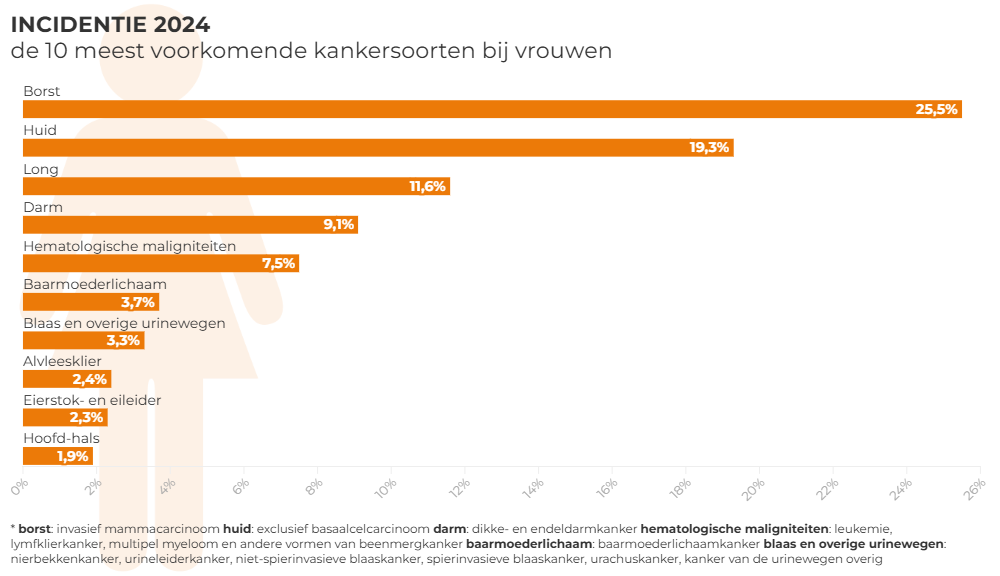 INCIDENTIE 2024
de 10 meest voorkomende kankersoorten bij vrouwen
Borst
25,5%
Huid
19,3%
Long
11,6%
Darm
9,1%
Hematologische maligniteiten
7,5%
Baarmoederlichaam
3,7%
Blaas en overige urinewegen
3,3%
Alvleesklier
2,4%
Eierstok- en eileider
2,3%
Hoofd-hals
1,9%
0% 2% 4% 6% 8% 10% 12% 14% 16% 18% 20% 22% 24% 26%
* borst: invasief mammacarcinoom huid: exclusief basaalcelcarcinoom darm: dikke- en endeldarmkanker hematologische maligniteiten: leukemie,
lymfklierkanker, multipel myeloom en andere vormen van beenmergkanker baarmoederlichaam: baarmoederlichaamkanker blaas en overige urinewegen:
nierbekkenkanker, urineleiderkanker, niet-spierinvasieve blaaskanker, spierinvasieve blaaskanker, urachuskanker, kanker van de urinewegen overig